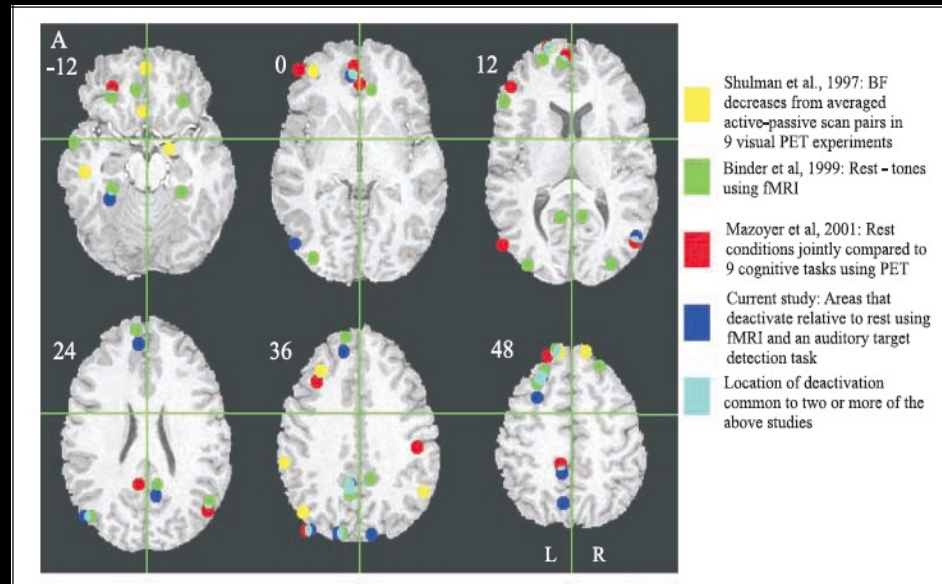 A
-12
0
12
24
36
48
L R
Shulman et al., 1997: BF
decreases from averaged
active-passive scan pairs in
9 visual PET experiments
Binder et al, 1999: Rest – tones
using fMRI
Mazoyer et al, 2001: Rest
conditions jointly compared to
9 cognitive tasks using PET
Current study: Areas that
deactivate relative to rest using
fMRI and an auditory target
detection task
Location of deactivation
common to two or more of the
above studies